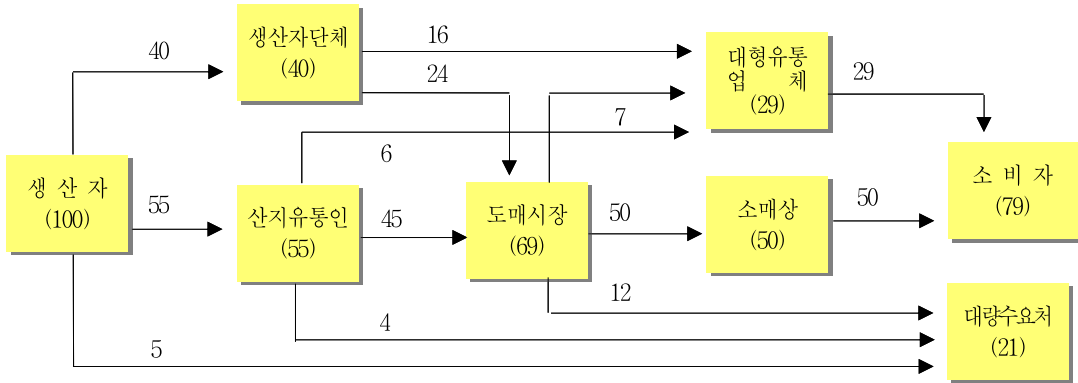 40
생산자단체
(40)
16
24
대형유통
업 체
(29)
29
7
6
생 산 자
(100)
55
산지유통인
(55)
45
도매시장
(69)
50
소매상
(50)
50
소 비 자
(79)
12
4
5
대량수요처
(21)